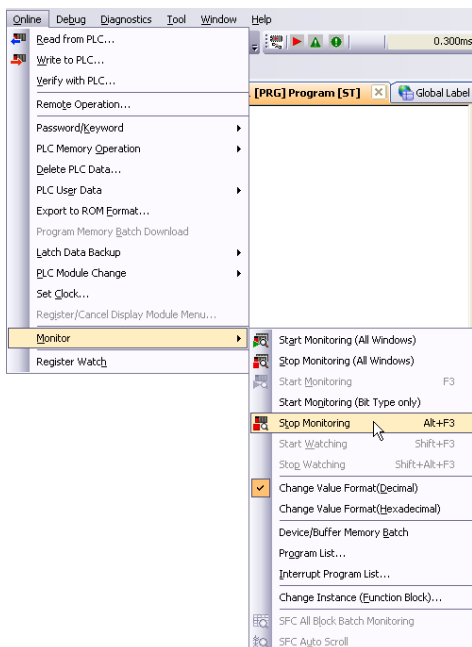 Online Debug Diagnostics Tool Window Help
Read from PLC...
Write to PLC...
0.300ms
Verify with PLC...
Remote Operation...
[PRG] Program [ST] Global Label
Password/Keyword
PLC Memory Operation
Delete PLC Data...
PLC User Data
Export to ROM Format...
Program Memory Batch Download
Latch Data Backup
PLC Module Change
Set Clock...
Register/Cancel Display Module Menu...
Monitor
Register Watch
Start Monitoring (All Windows)
Stop Monitoring (All Windows)
Start Monitoring F3
Start Monitoring (Bit Type only)
Stop Monitoring Alt+F3
Start Watching Shift+F3
Stop Watching Shift+Alt+F3
Change Value Format(Decimal)
Change Value Format(Hexadecimal)
Device/Buffer Memory Batch
Program List...
Interrupt Program List...
Change Instance (Function Block)...
SFC All Block Batch Monitoring
SFC Auto Scroll